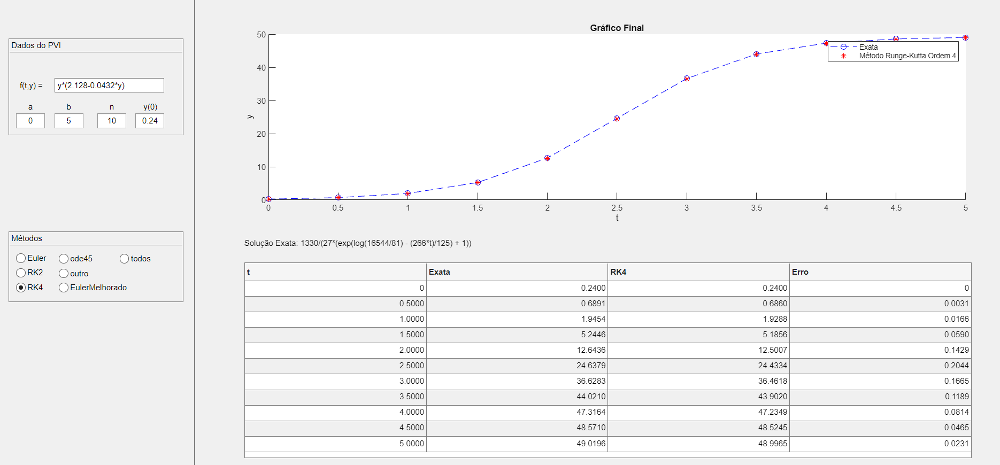 Dados do PVI
f(t,y) = y*(2.128-0.0432*y)
a b n y(0)
0 5 10 0.24
Métodos
Euler ode45 todos
RK2 outro
RK4 EulerMelhorado
Gráfico Final
50
40
30
20
10
0
y
Exata
Método Runge-Kutta Ordem 4
0 0.5 1 1.5 2 2.5 3 3.5 4 4.5 5
t
Solução Exata: 1330/(27*(exp(log(16544/81) - (266*t)/125) + 1))
t Exata RK4 Erro
0 0.2400 0.2400 0
0.5000 0.6891 0.6860 0.0031
1.0000 1.9454 1.9288 0.0166
1.5000 5.2446 5.1856 0.0590
2.0000 12.6436 12.5007 0.1429
2.5000 24.6379 24.4334 0.2044
3.0000 36.6283 36.4618 0.1665
3.5000 44.0210 43.9020 0.1189
4.0000 47.3164 47.2349 0.0814
4.5000 48.5710 48.5245 0.0465
5.0000 49.0196 48.9965 0.0231